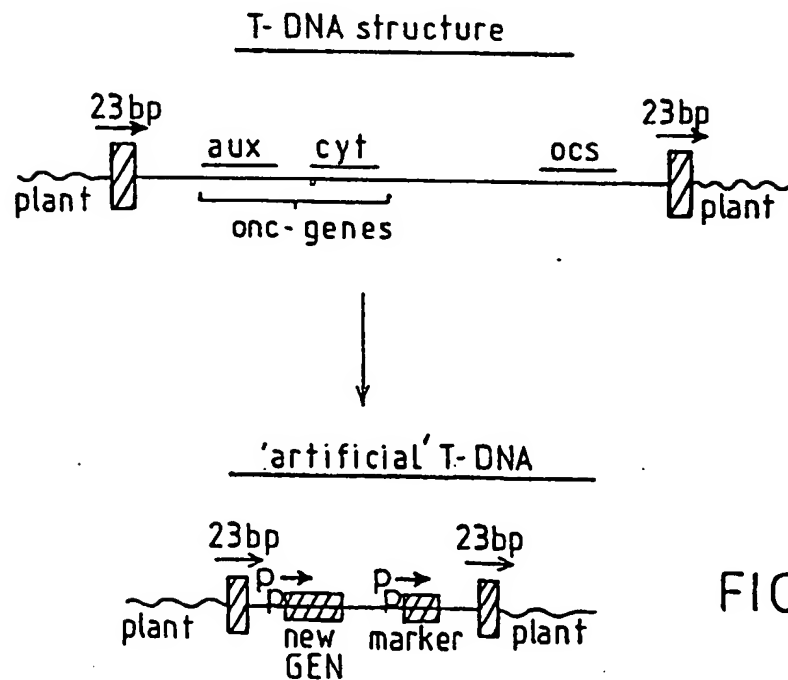 T-DNA structure
23bp 23bp
aux cyt ocs
plant plant
onc-genes
'artificial' T-DNA
23bp 23bp
P P
P P
plant new marker plant
GEN
FIG